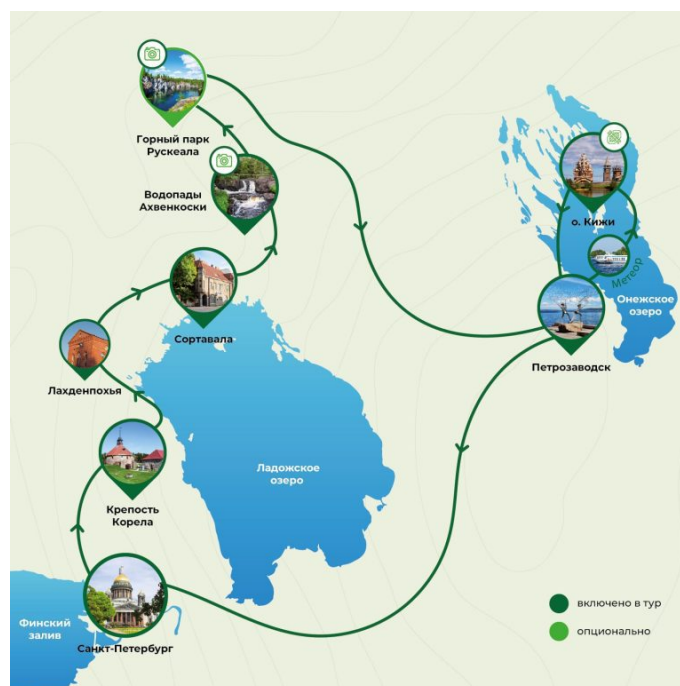 Горный парк
Рускеала
Водопады
Ахвенкоски
о. Кижи
Метеор
Онежское
озеро
Сортавала
Петрозаводск
Лахденпохья
Ладожское
озеро
Крепость
Корела
включено в тур
Финский
залив
опционально
Санкт-Петербург